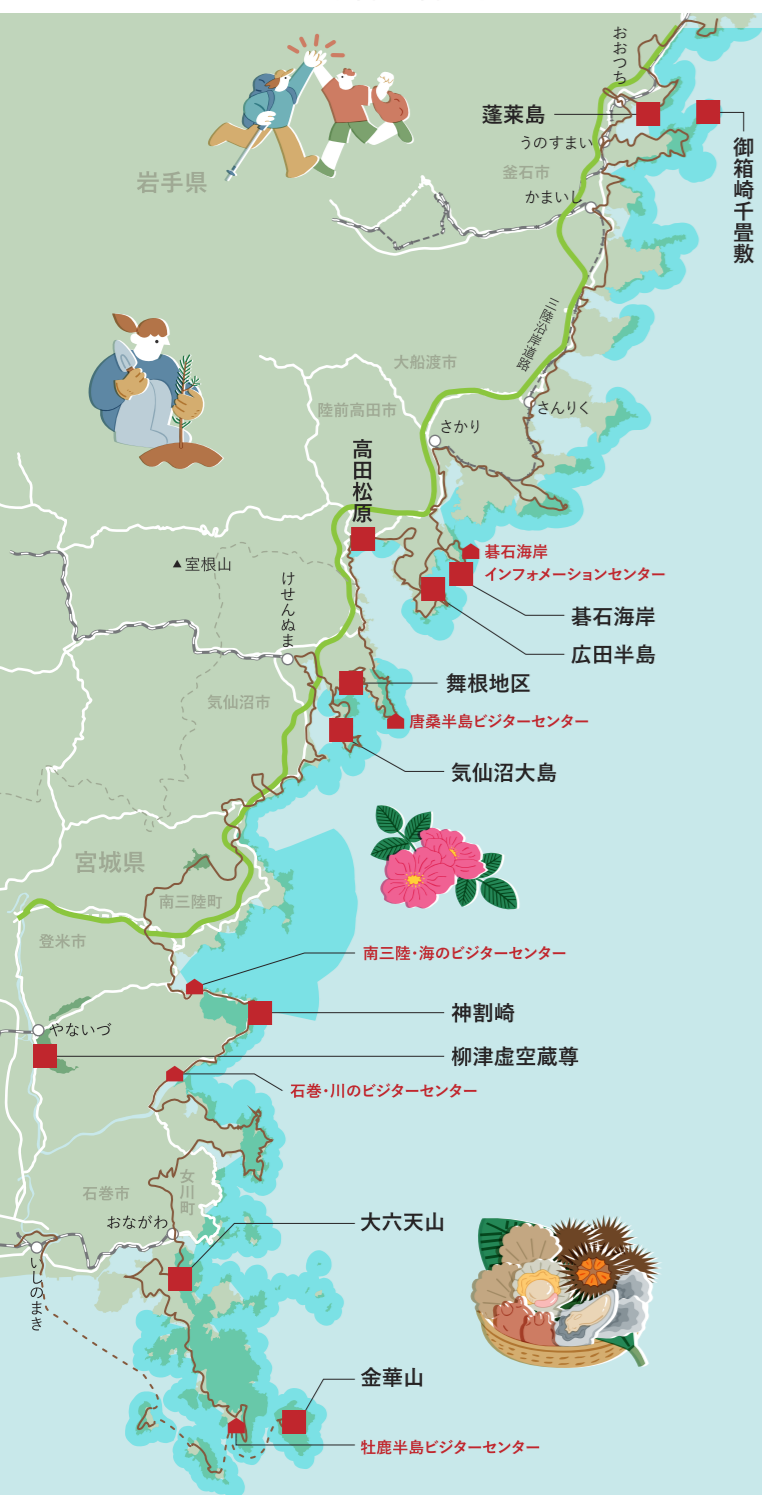 おおつち
蓬莱島
うのすまい
御箱崎千畳敷
釜石市
岩手県
かまいし
三陸沿岸道路
大船渡市
陸前高田市
さんりく
さかり
高田松原
碁石海岸
インフォメーションセンター
▲室根山
けせんぬま
碁石海岸
広田半島
舞根地区
気仙沼市
唐桑半島ビジターセンター
気仙沼大島
宮城県
南三陸町
登米市
南三陸・海のビジターセンター
神割崎
やないづ
柳津虚空蔵尊
石巻・川のビジターセンター
石巻市
女川町
おながわ
大六天山
いしのまき
金華山
牡鹿半島ビジターセンター